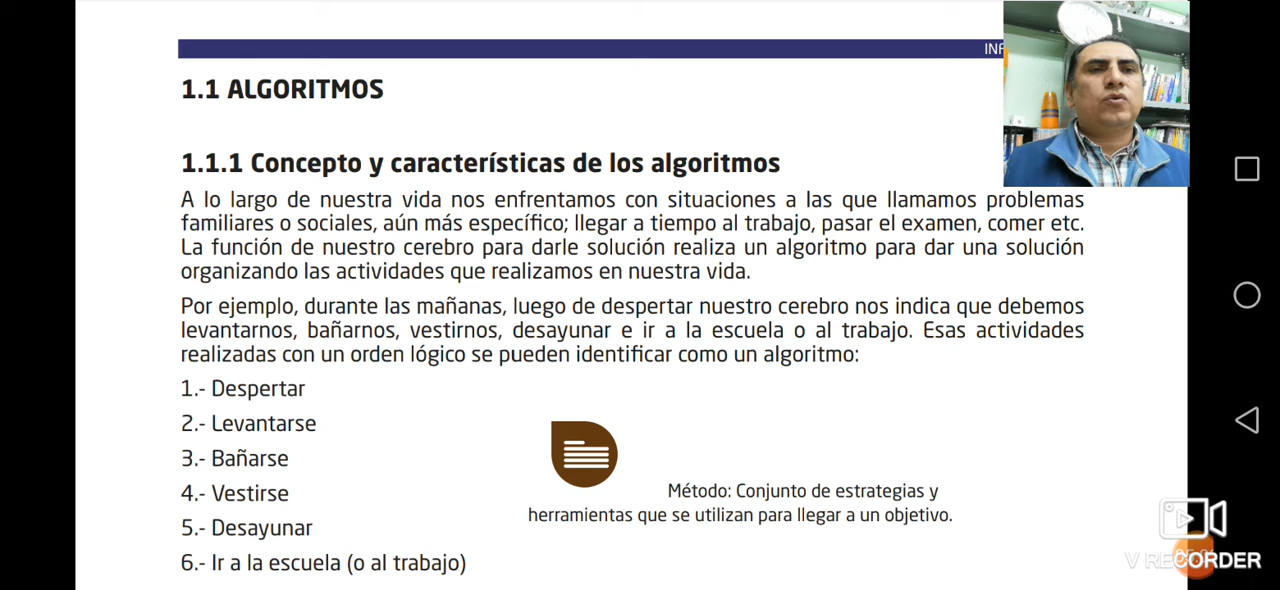 INF
1.1 ALGORITMOS
1.1.1 Concepto y características de los algoritmos
A lo largo de nuestra vida nos enfrentamos con situaciones a las que llamamos problemas
familiares o sociales, aún más específico; llegar a tiempo al trabajo, pasar el examen, comer etc.
La función de nuestro cerebro para darle solución realiza un algoritmo para dar una solución
organizando las actividades que realizamos en nuestra vida.
Por ejemplo, durante las mañanas, luego de despertar nuestro cerebro nos indica que debemos
levantarnos, bañarnos, vestirnos, desayunar e ir a la escuela o al trabajo. Esas actividades
realizadas con un orden lógico se pueden identificar como un algoritmo:
1.- Despertar
2.- Levantarse
3.- Bañarse
4.- Vestirse
5.- Desayunar
6.- Ir a la escuela (o al trabajo)
Método: Conjunto de estrategias y
herramientas que se utilizan para llegar a un objetivo.
V RECORDER